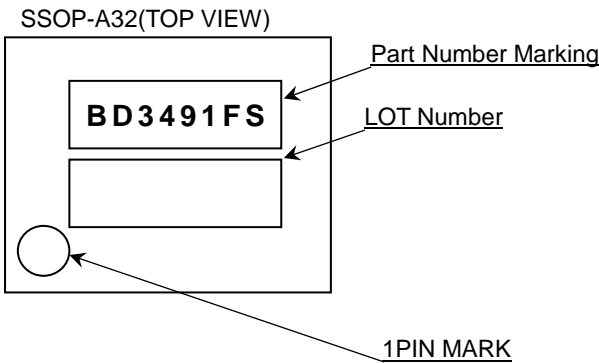 SSOP-A32(TOP VIEW)
Part Number Marking
BD3491FS
LOT Number
1PIN MARK